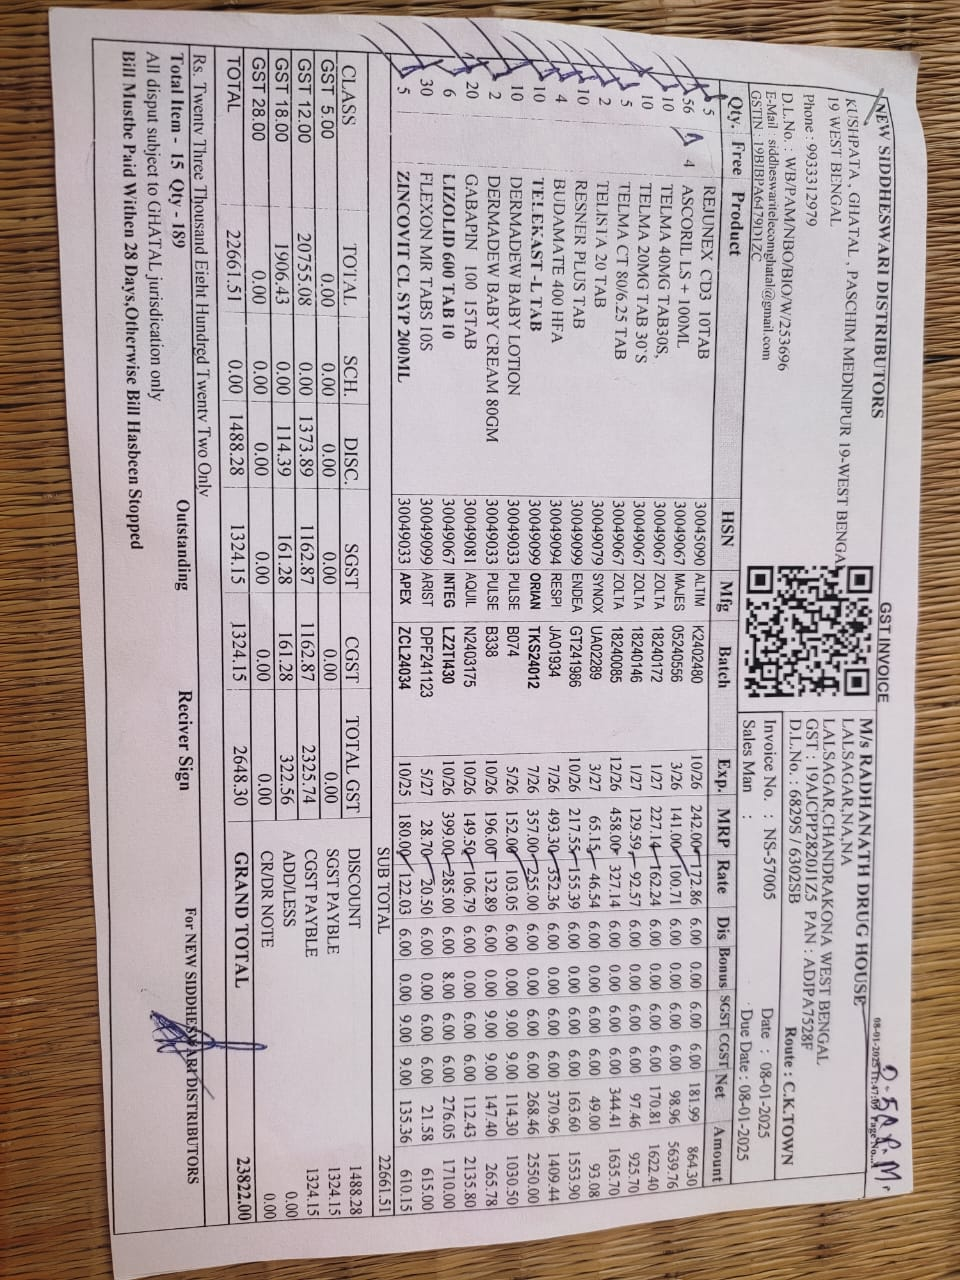 NEW SIDDHESWARI DISTRIBUTORS
KUSHPATA , GHATAL , PASCHIM MEDINIPUR 19-WEST BENGA
19 WEST BENGAL
Phone : 9933312979
D.L.No. : WB/PAM/NBO/BIO/W/253696
E-Mail : siddheswaritelecomghatal@gmail.com
GSTIN : 19BIBPA6479D1ZC
GST INVOICE
08-01-2025 11:47:09 Page No...
M/s RADHANATH DRUG HOUSE
LALSAGAR,NA,NA
LALSAGAR,CHANDRAKONA WEST BENGAL
GST : 19AJCPP2820J1Z5 PAN : ADJPA7528F
D.L.No. : 6829S / 6302SB Route : C.K.TOWN
Invoice No. : NS-57005 Date : 08-01-2025
Sales Man : Due Date : 08-01-2025
Qty. Free Product HSN Mfg Batch Exp. MRP Rate Dis Bonus SGST CGST Net Amount
5 REJUNEX CD3 10TAB 30045090 ALTIM K2402480 10/26 242.00 172.86 6.00 0.00 6.00 6.00 181.99 864.30
56 4 ASCORIL LS + 100ML 30049067 MAJES 05240556 3/26 141.00 100.71 6.00 0.00 6.00 6.00 98.96 5639.76
10 TELMA 40MG TAB30S, 30049067 ZOLTA 18240172 1/27 227.14 162.24 6.00 0.00 6.00 6.00 170.81 1622.40
10 TELMA 20MG TAB 30'S 30049067 ZOLTA 18240146 1/27 129.59 92.57 6.00 0.00 6.00 6.00 97.46 925.70
5 TELMA CT 80/6.25 TAB 30049067 ZOLTA 18240085 12/26 458.00 327.14 6.00 0.00 6.00 6.00 344.41 1635.70
2 TELISTA 20 TAB 30049079 SYNOX UA02289 3/27 65.15 46.54 6.00 0.00 6.00 6.00 49.00 93.08
10 RESNER PLUS TAB 30049099 ENDEA GT241986 10/26 217.55 155.39 6.00 0.00 6.00 6.00 163.60 1553.90
4 BUDAMATE 400 HFA 30049094 RESPI JA01934 7/26 493.30 352.36 6.00 0.00 6.00 6.00 370.96 1409.44
10 TELEKAST -L TAB 30049099 ORIAN TKS24012 7/26 357.00 255.00 6.00 0.00 6.00 6.00 268.46 2550.00
10 DERMADEW BABY LOTION 30049033 PULSE B074 5/26 152.00 103.05 6.00 0.00 9.00 9.00 114.30 1030.50
2 DERMADEW BABY CREAM 80GM 30049033 PULSE B338 10/26 196.00 132.89 6.00 0.00 9.00 9.00 147.40 265.78
20 GABAPIN 100 15TAB 30049081 AQUIL N2403175 10/26 149.50 106.79 6.00 0.00 6.00 6.00 112.43 2135.80
6 LIZOLID 600 TAB 10 30049067 INTEG LZ2TI430 10/26 399.00 285.00 6.00 8.00 6.00 6.00 276.05 1710.00
30 FLEXON MR TABS 10S 30049099 ARIST DPF241123 5/27 28.70 20.50 6.00 0.00 6.00 6.00 21.58 615.00
5 ZINCOVIT CL SYP 200ML 30049033 APEX ZCL24034 10/25 180.00 122.03 6.00 0.00 9.00 9.00 135.36 610.15
SUB TOTAL 22661.51
CLASS TOTAL SCH. DISC. SGST CGST TOTAL GST
GST 5.00 0.00 0.00 0.00 0.00 0.00 0.00
GST 12.00 20755.08 0.00 1373.89 1162.87 1162.87 2325.74
GST 18.00 1906.43 0.00 114.39 161.28 161.28 322.56
GST 28.00 0.00 0.00 0.00 0.00 0.00 0.00
TOTAL 22661.51 0.00 1488.28 1324.15 1324.15 2648.30
DISCOUNT 1488.28
SGST PAYBLE 1324.15
CGST PAYBLE 1324.15
ADD/LESS 0.00
CR/DR NOTE 0.00
GRAND TOTAL 23822.00
Rs. Twenty Three Thousand Eight Hundred Twenty Two Only
Total Item - 15 Qty - 189 Outstanding Reciver Sign For NEW SIDDHESWARI DISTRIBUTORS
All dispute subject to GHATAL jurisdication only
Bill Mustbe Paid Withen 28 Days,Otherwise Bill Hasbeen Stopped